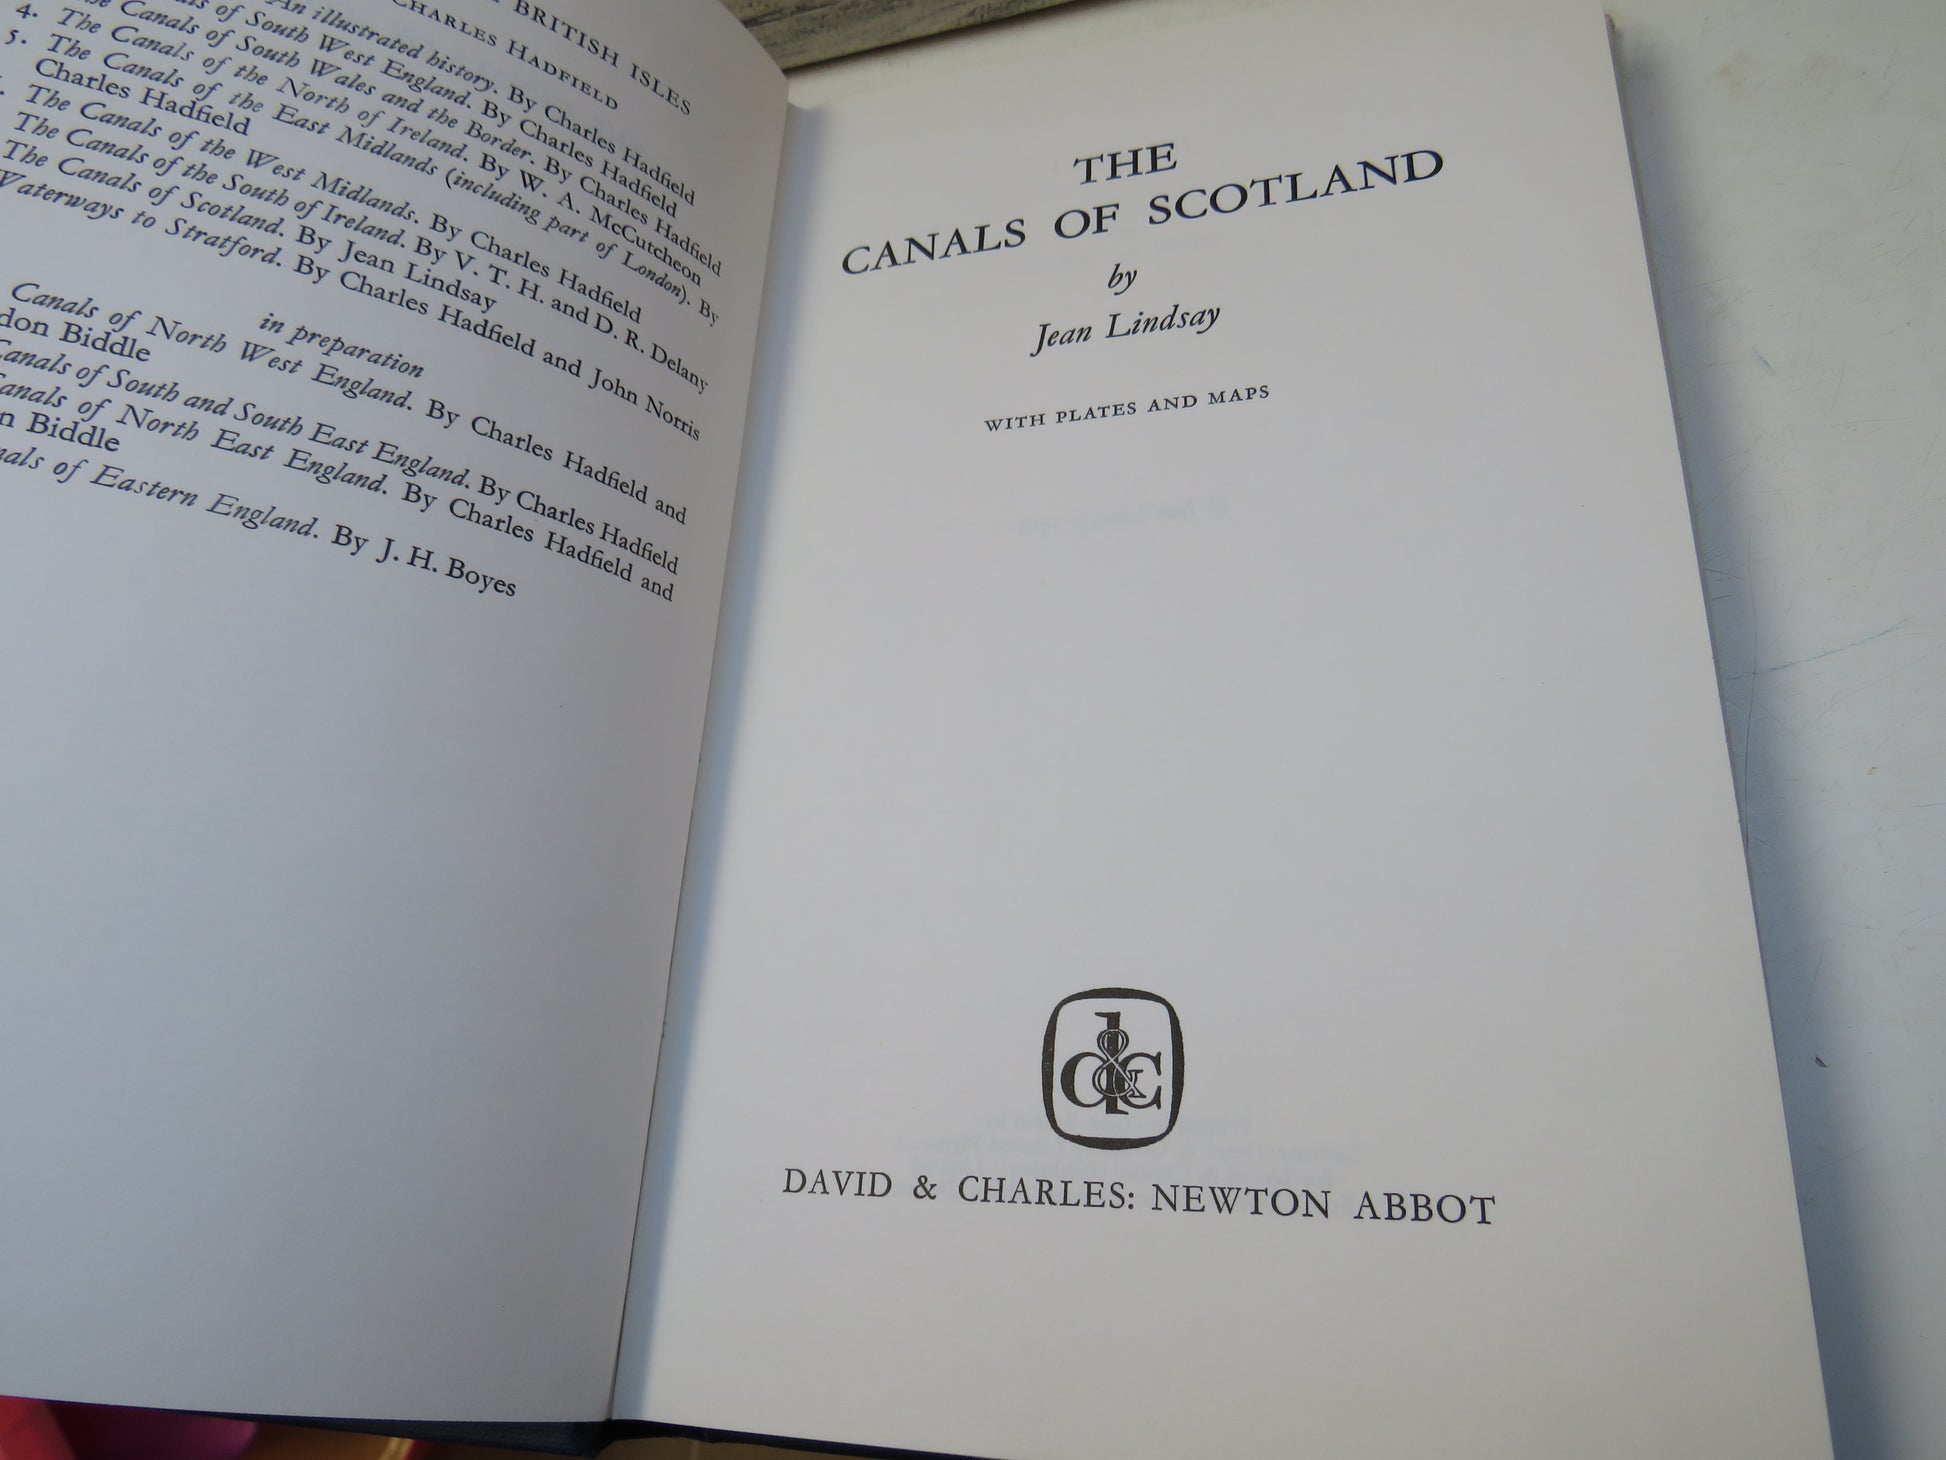 BRITISH ISLES
CHARLES HADFIELD
An illustrated history. By Charles Hadfield
of South West England. By Charles Hadfield
Canals of South Wales and the Border. By Charles Hadfield
4. The Canals of the North of Ireland. By W. A. McCutcheon
5. The Canals of the East Midlands (including part of London). By
Charles Hadfield
The Canals of the West Midlands. By Charles Hadfield
The Canals of the South of Ireland. By V. T. H. and D. R. Delany
The Canals of Scotland. By Jean Lindsay
Waterways to Stratford. By Charles Hadfield and John Norris
in preparation
Canals of North West England. By Charles Hadfield and
don Biddle
Canals of South and South East England. By Charles Hadfield
Canals of North East England. By Charles Hadfield and
n Biddle
nals of Eastern England. By J. H. Boyes
THE
CANALS OF SCOTLAND
by
Jean Lindsay
WITH PLATES AND MAPS
d&c
DAVID & CHARLES: NEWTON ABBOT